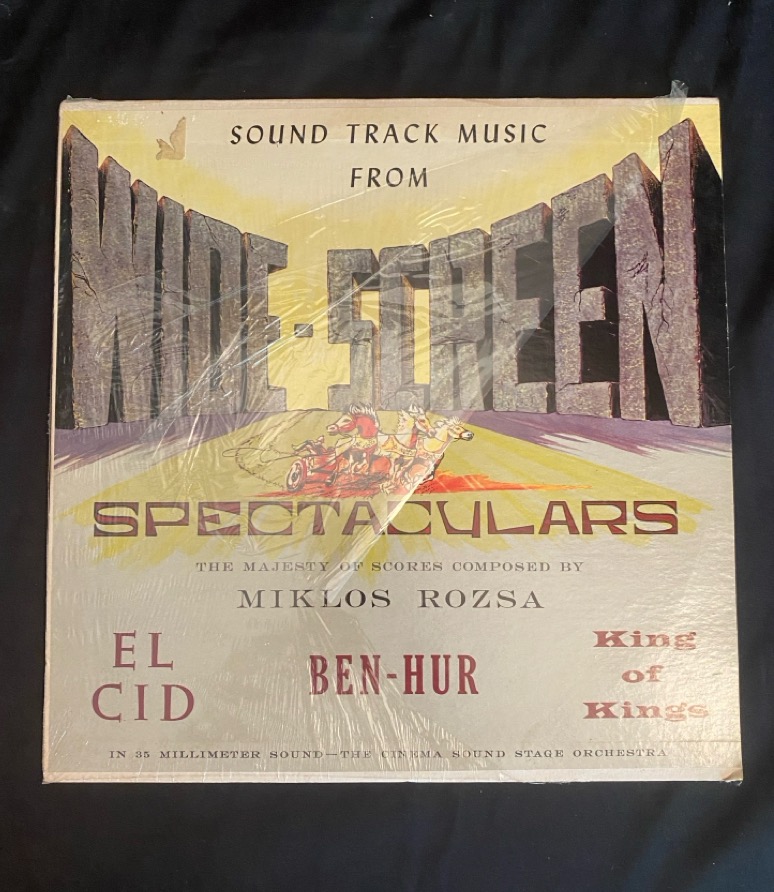 SOUND TRACK MUSIC
FROM
WIDE-SCREEN
SPECTACULARS
THE MAJESTY OF SCORES COMPOSED BY
MIKLOS ROZSA
EL
CID
BEN-HUR
King
of
Kings
IN 35 MILLIMETER SOUND—THE CINEMA SOUND STAGE ORCHESTRA